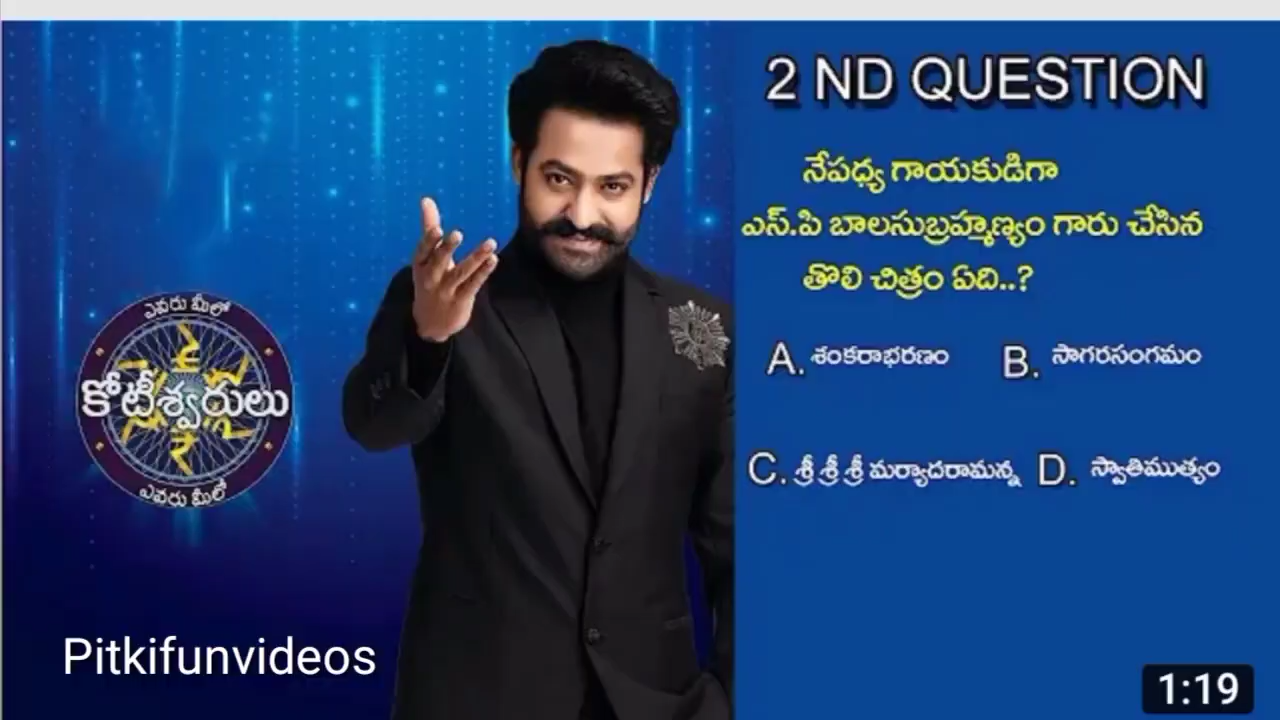 2 ND QUESTION
నేపధ్య గాయకుడిగా
ఎస్.పి బాలసుబ్రహ్మణ్యం గారు చేసిన
తొలి చిత్రం ఏది..?
A. శంకరాభరణం B. సాగరసంగమం
C. శ్రీ శ్రీ శ్రీ మర్యాదరామన్న D. స్వాతిముత్యం
ఎవరు మీలో
కోటీశ్వరులు
ఎవరు మీలో
Pitkifunvideos
1:19